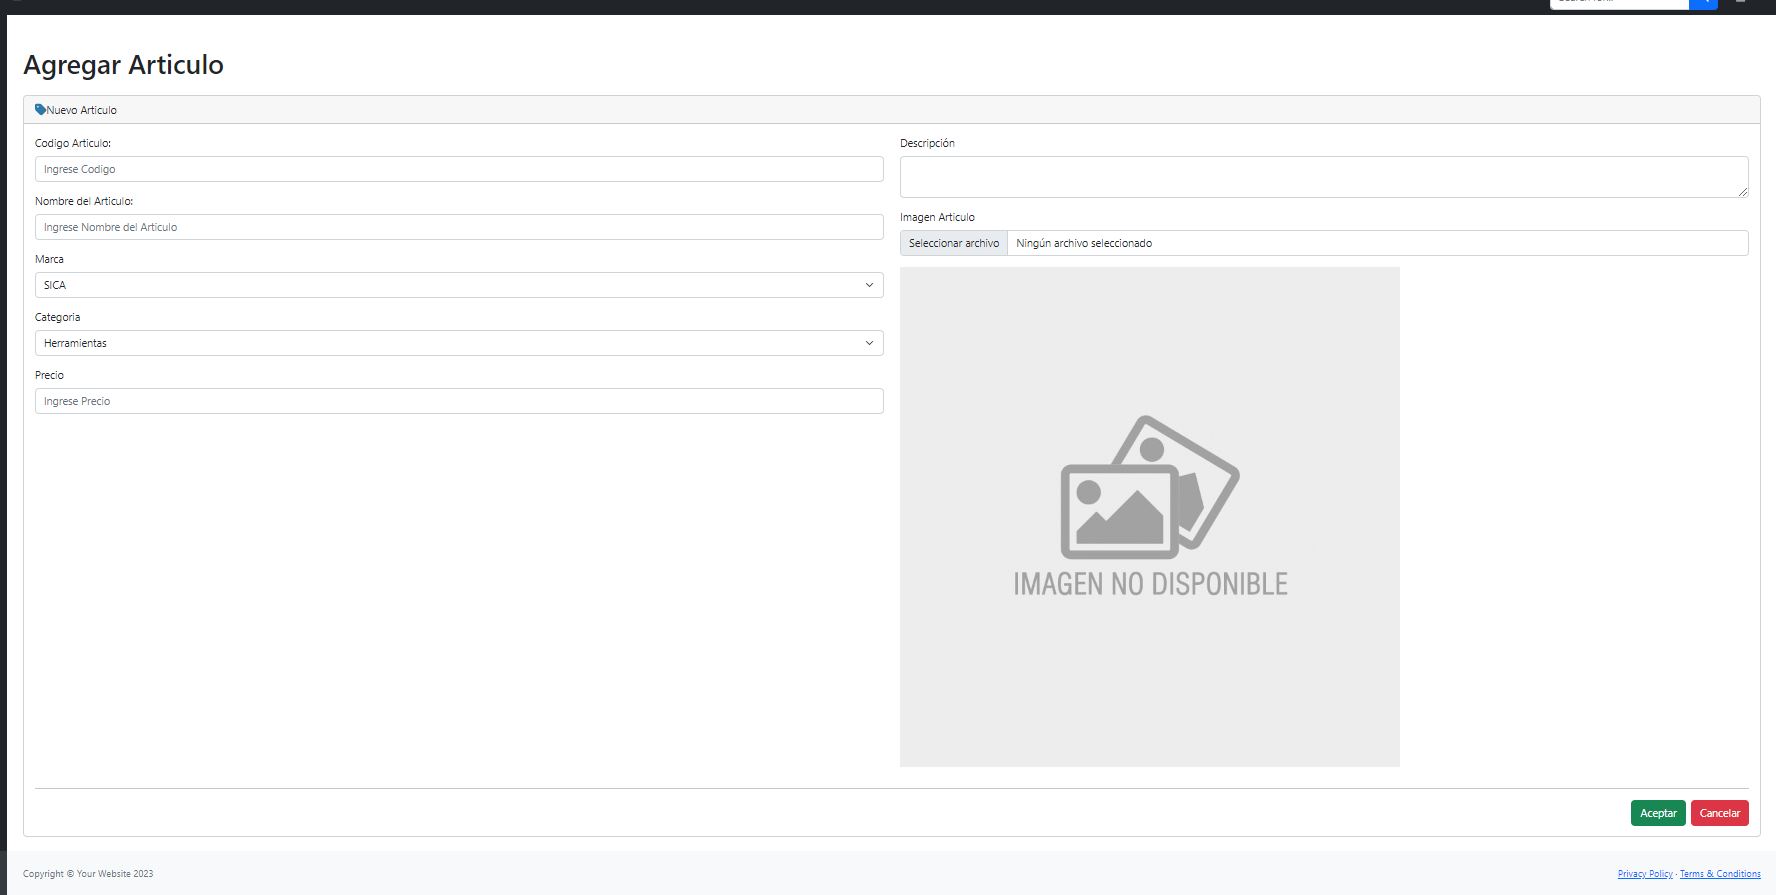 Agregar Articulo
Nuevo Articulo
Codigo Articulo:
Ingrese Codigo
Nombre del Articulo:
Ingrese Nombre del Articulo
Marca
SICA
Categoria
Herramientas
Precio
Ingrese Precio
Descripción
Imagen Articulo
Seleccionar archivo Ningún archivo seleccionado
IMAGEN NO DISPONIBLE
Aceptar Cancelar
Copyright © Your Website 2023
Privacy Policy · Terms & Conditions